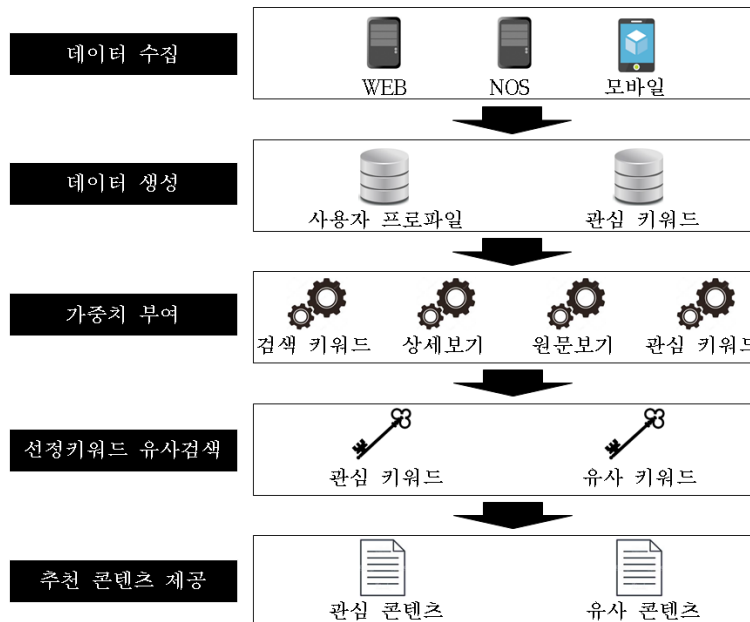 데이터 수집
WEB NOS 모바일
데이터 생성
사용자 프로파일 관심 키워드
가중치 부여
검색 키워드 상세보기 원문보기 관심 키워드
선정키워드 유사검색
관심 키워드 유사 키워드
추천 콘텐츠 제공
관심 콘텐츠 유사 콘텐츠